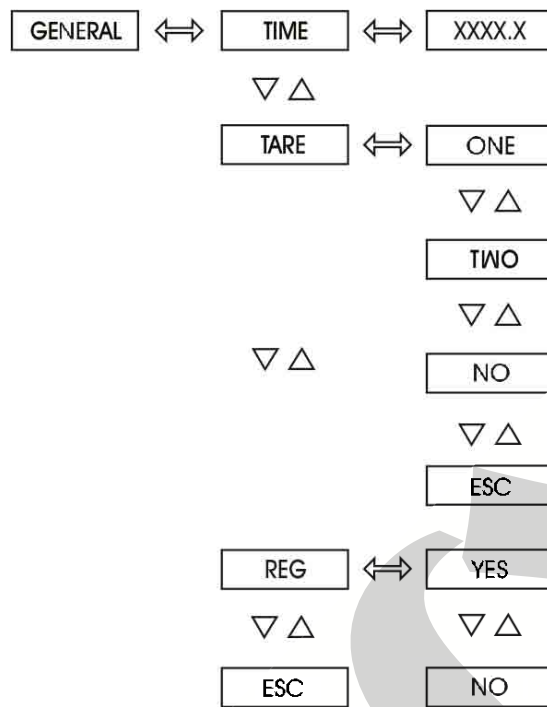 GENERAL TIME XXXX.X
TARE ONE
TWO
NO
ESC
REG YES
ESC NO